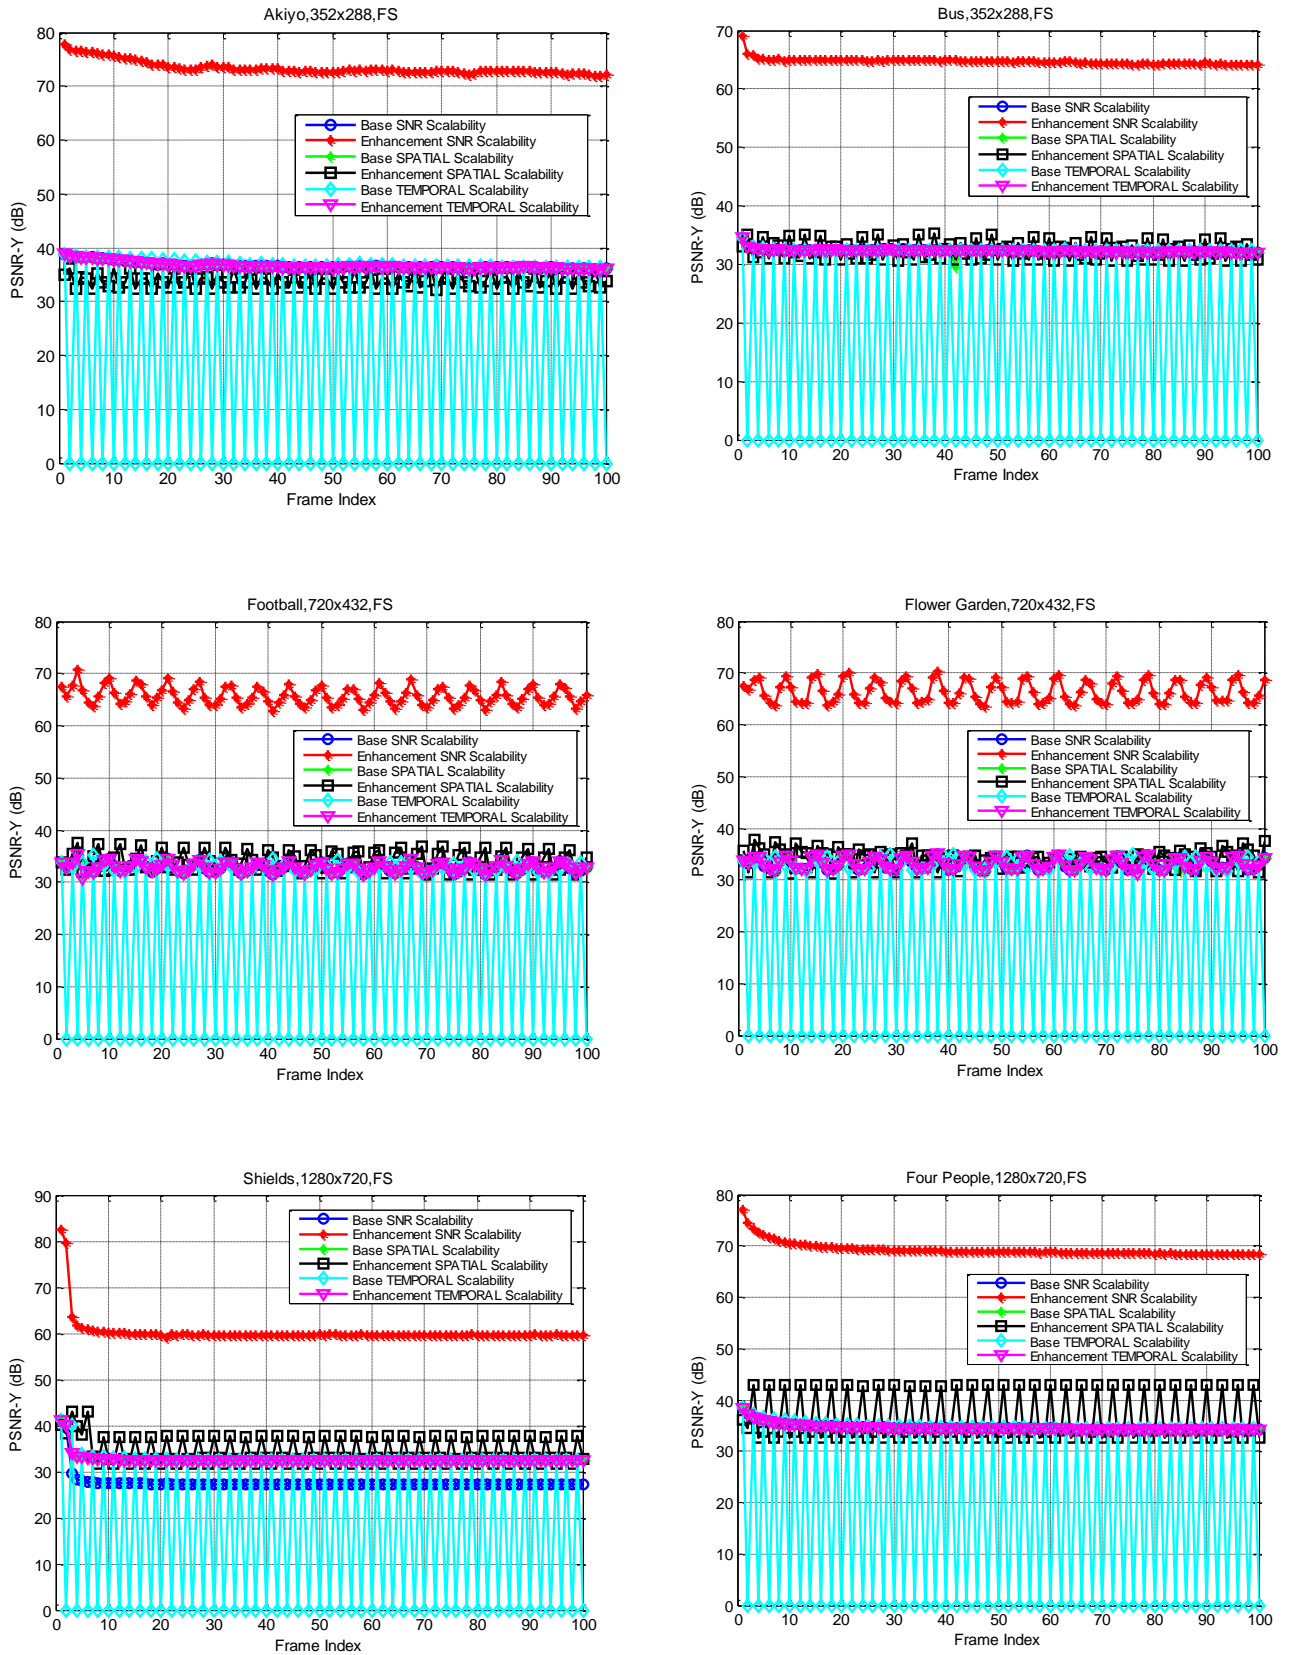 Akiyo,352x288,FS
80
70
60
50
40
30
20
10
0
PSNR-Y (dB)
Base SNR Scalability
Enhancement SNR Scalability
Base SPATIAL Scalability
Enhancement SPATIAL Scalability
Base TEMPORAL Scalability
Enhancement TEMPORAL Scalability
0 10 20 30 40 50 60 70 80 90 100
Frame Index
Bus,352x288,FS
70
60
50
40
30
20
10
0
PSNR-Y (dB)
Base SNR Scalability
Enhancement SNR Scalability
Base SPATIAL Scalability
Enhancement SPATIAL Scalability
Base TEMPORAL Scalability
Enhancement TEMPORAL Scalability
0 10 20 30 40 50 60 70 80 90 100
Frame Index
Football,720x432,FS
80
70
60
50
40
30
20
10
0
PSNR-Y (dB)
Base SNR Scalability
Enhancement SNR Scalability
Base SPATIAL Scalability
Enhancement SPATIAL Scalability
Base TEMPORAL Scalability
Enhancement TEMPORAL Scalability
0 10 20 30 40 50 60 70 80 90 100
Frame Index
Flower Garden,720x432,FS
80
70
60
50
40
30
20
10
0
PSNR-Y (dB)
Base SNR Scalability
Enhancement SNR Scalability
Base SPATIAL Scalability
Enhancement SPATIAL Scalability
Base TEMPORAL Scalability
Enhancement TEMPORAL Scalability
0 10 20 30 40 50 60 70 80 90 100
Frame Index
Shields,1280x720,FS
90
80
70
60
50
40
30
20
10
0
PSNR-Y (dB)
Base SNR Scalability
Enhancement SNR Scalability
Base SPATIAL Scalability
Enhancement SPATIAL Scalability
Base TEMPORAL Scalability
Enhancement TEMPORAL Scalability
0 10 20 30 40 50 60 70 80 90 100
Frame Index
Four People,1280x720,FS
80
70
60
50
40
30
20
10
0
PSNR-Y (dB)
Base SNR Scalability
Enhancement SNR Scalability
Base SPATIAL Scalability
Enhancement SPATIAL Scalability
Base TEMPORAL Scalability
Enhancement TEMPORAL Scalability
0 10 20 30 40 50 60 70 80 90 100
Frame Index